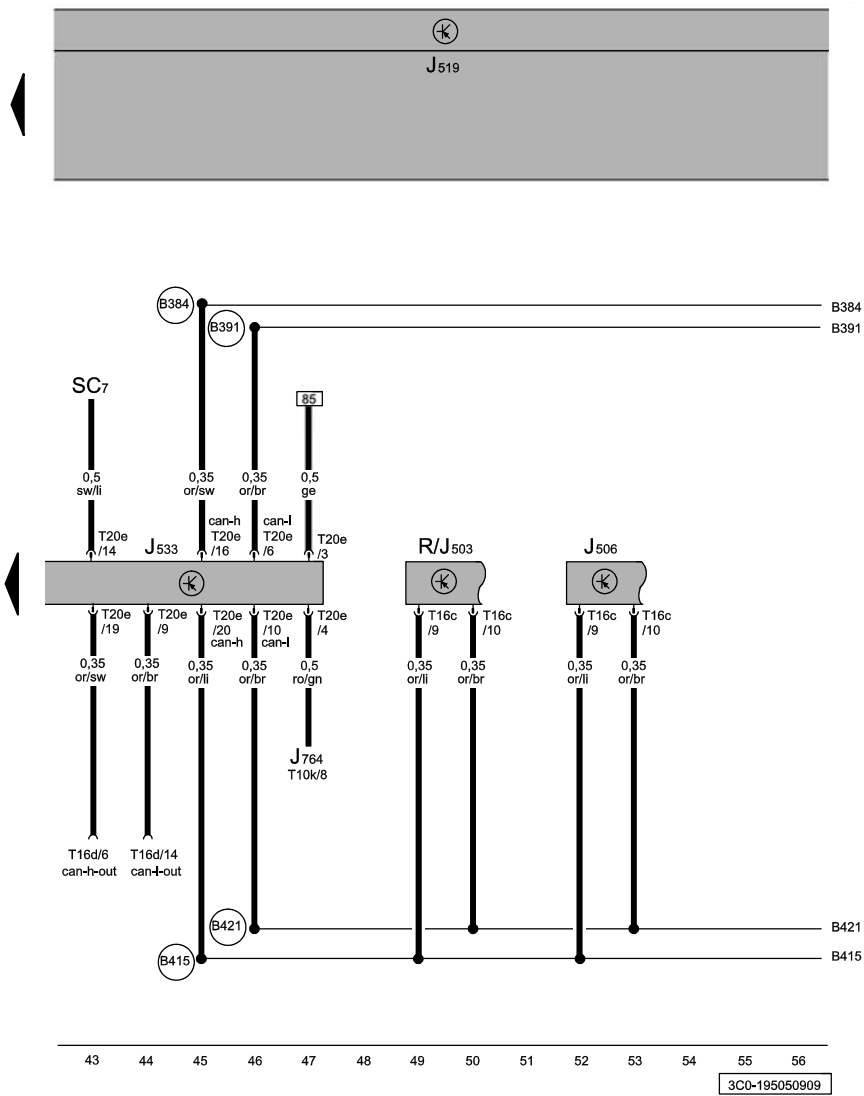 J519
B384
B384
B391
B391
SC7
85
0,5
sw/li
0,35
or/sw
0,35
or/br
0,5
ge
T20e
/14
J533
can-h
T20e
/16
can-l
T20e
/6
T20e
/3
R/J503
J506
T20e
/19
T20e
/9
T20e
/20
can-h
T20e
/10
can-l
T20e
/4
T16c
/9
T16c
/10
T16c
/9
T16c
/10
0,35
or/sw
0,35
or/br
0,35
or/li
0,35
or/br
0,5
ro/gn
0,35
or/li
0,35
or/br
0,35
or/li
0,35
or/br
J764
T10k/8
T16d/6
can-h-out
T16d/14
can-l-out
B421
B421
B415
B415
43 44 45 46 47 48 49 50 51 52 53 54 55 56
3C0-195050909